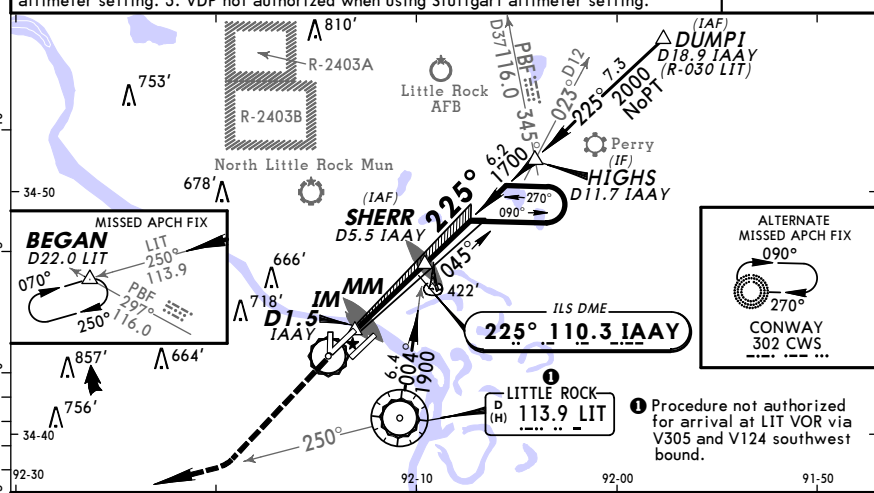 altimeter setting. 3. VDP not authorized when using Stuttgart altimeter setting.
810'
(IAF)
DUMPI
D18.9 IAAY
(R-030 LIT)
R-2403A
753'
Little Rock
AFB
D37
PBF
116.0
345°
023° D12
225° 7.3
2000
NoPT
R-2403B
Perry
North Little Rock Mun
6.2
1700
(IF)
HIGHS
D11.7 IAAY
34-50
678'
(IAF)
SHERR
D5.5 IAAY
225°
270°
090°
MISSED APCH FIX
BEGAN
D22.0 LIT
LIT
250°
113.9
070°
250°
PBF
297°
116.0
ALTERNATE
MISSED APCH FIX
090°
270°
CONWAY
302 CWS
045°
666'
422'
IM
MM
718'
D1.5
IAAY
ILS DME
225° 110.3 IAAY
857'
664'
6.4
004°
1900
1
LITTLE ROCK
D
(H)
113.9 LIT
1 Procedure not authorized
for arrival at LIT VOR via
V305 and V124 southwest
bound.
756'
34-40
250°
92-30
92-10
92-00
91-50